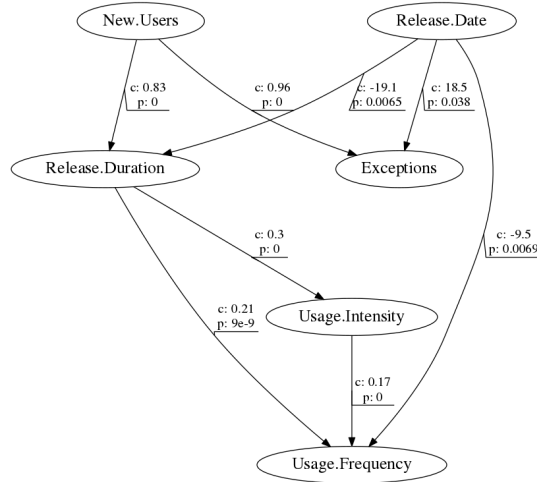 New.Users
Release.Date
c: 0.83
p: 0
c: 0.96
p: 0
c: -19.1
p: 0.0065
c: 18.5
p: 0.038
Release.Duration
Exceptions
c: 0.3
p: 0
c: -9.5
p: 0.0069
c: 0.21
p: 9e-9
Usage.Intensity
c: 0.17
p: 0
Usage.Frequency